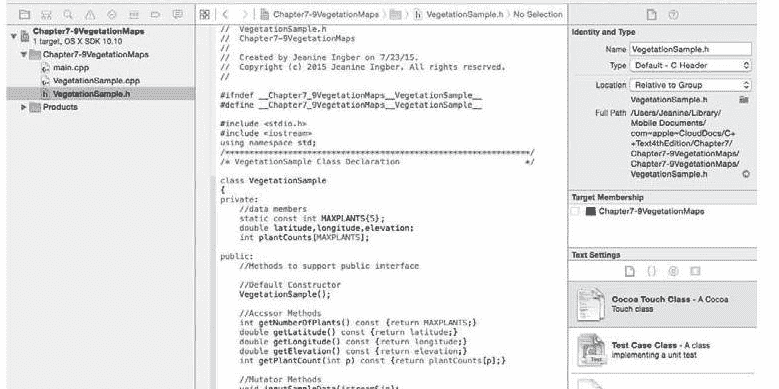 Chapter7-9VegetationMaps
1 target, OS X SDK 10.10
Chapter7-9VegetationMaps
main.cpp
VegetationSample.cpp
VegetationSample.h
Products
Chapter7-9VegetationMaps
VegetationSample.h
No Selection
// VegetationSample.h
// Chapter7-9VegetationMaps
//
// Created by Jeanine Ingber on 7/23/15.
// Copyright (c) 2015 Jeanine Ingber. All rights reserved.
//
#ifndef __Chapter7_9VegetationMaps__VegetationSample__
#define __Chapter7_9VegetationMaps__VegetationSample__
#include <stdio.h>
#include <iostream>
using namespace std;
/*************************************************************/
/* VegetationSample Class Declaration */
class VegetationSample
{
private:
//data members
static const int MAXPLANTS{5};
double latitude,longitude,elevation;
int plantCounts[MAXPLANTS];
public:
//Methods to support public interface
//Default Constructor
VegetationSample();
//Accssor Methods
int getNumberOfPlants() const {return MAXPLANTS;}
double getLatitude() const {return latitude;}
double getLongitude() const {return longitude;}
double getElevation() const {return elevation;}
int getPlantCount(int p) const {return plantCounts[p];}
//Mutator Methods
void inputSampleData(istream&in);
Identity and Type
Name VegetationSample.h
Type Default - C Header
Location Relative to Group
VegetationSample.h
Full Path /Users/Jeanine/Library/
Mobile Documents/
com~apple~CloudDocs/C+
+Text4thEdition/Chapter7/
Chapter7-9VegetationMaps/
Chapter7-9VegetationMaps/
VegetationSample.h
Target Membership
Chapter7-9VegetationMaps
Text Settings
Cocoa Touch Class - A Cocoa
Touch class
Test Case Class - A class
implementing a unit test